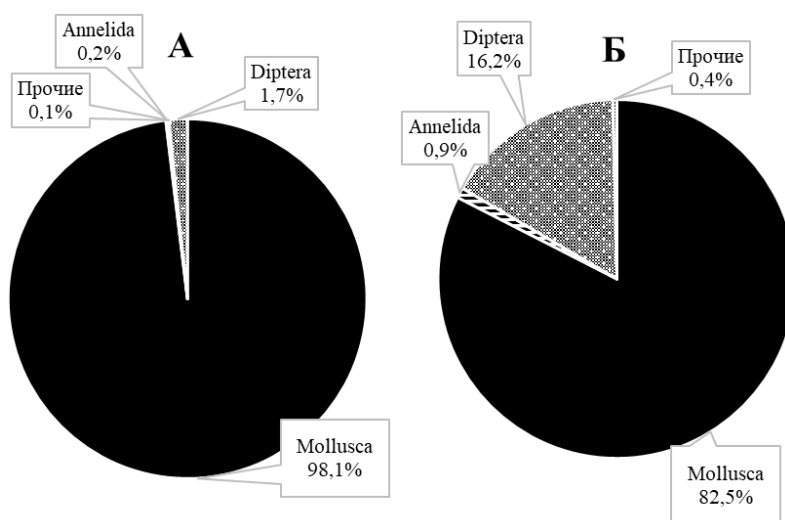 А
Annelida
0,2%
Прочие
0,1%
Diptera
1,7%
Mollusca
98,1%
Б
Diptera
16,2%
Прочие
0,4%
Annelida
0,9%
Mollusca
82,5%